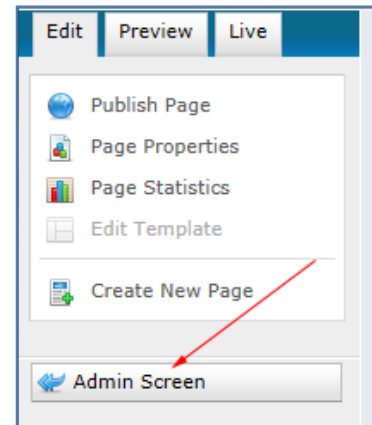 Edit Preview Live
Publish Page
Page Properties
Page Statistics
Edit Template
Create New Page
Admin Screen